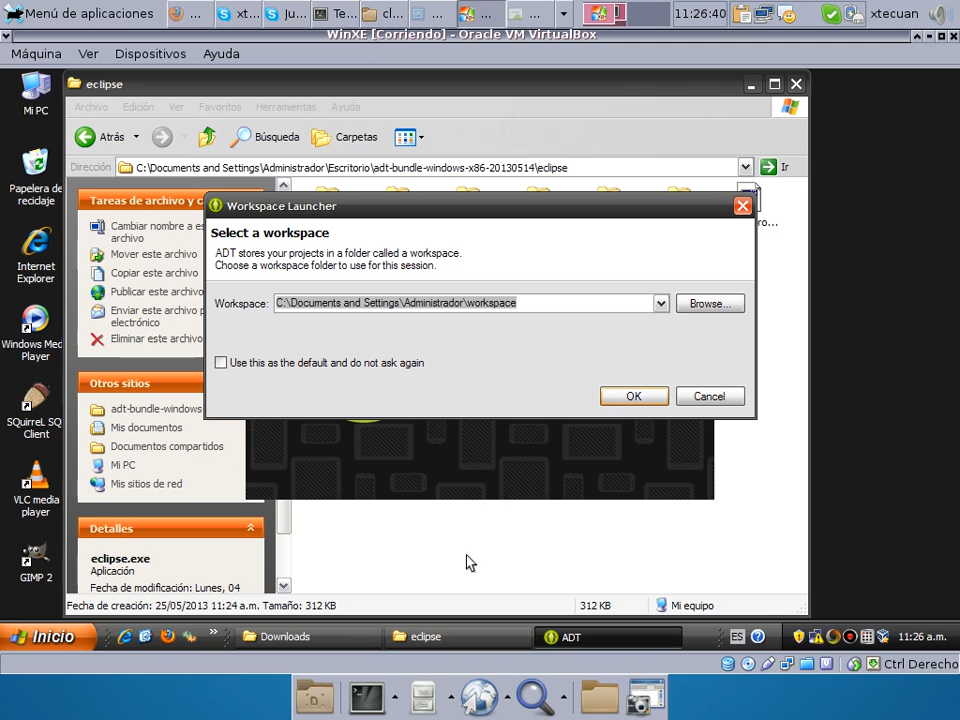 Menú de aplicaciones
...
xt...
Ju...
Te...
cl...
...
...
...
11:26:40
xtecuan
WinXE [Corriendo] - Oracle VM VirtualBox
Máquina Ver Dispositivos Ayuda
Mi PC
Papelera de
reciclaje
Internet
Explorer
Windows Med
Player
SQuirreL SQ
Client
VLC media
player
GIMP 2
eclipse
Archivo Edición Ver Favoritos Herramientas Ayuda
Atrás Búsqueda Carpetas
Dirección C:\Documents and Settings\Administrador\Escritorio\adt-bundle-windows-x86-20130514\eclipse Ir
Tareas de archivo y c
Cambiar nombre a es
archivo
Mover este archivo
Copiar este archivo
Publicar este archivo
Enviar este archivo p
electrónico
Eliminar este archivo
Otros sitios
adt-bundle-windows
Mis documentos
Documentos compartidos
Mi PC
Mis sitios de red
Detalles
eclipse.exe
Aplicación
Fecha de modificación: Lunes, 04
ro...
Workspace Launcher
Select a workspace
ADT stores your projects in a folder called a workspace.
Choose a workspace folder to use for this session.
Workspace: C:\Documents and Settings\Administrador\workspace Browse...
Use this as the default and do not ask again
OK Cancel
Fecha de creación: 25/05/2013 11:24 a.m. Tamaño: 312 KB 312 KB Mi equipo
Inicio » Downloads eclipse ADT ES 11:26 a.m.
Ctrl Derecho